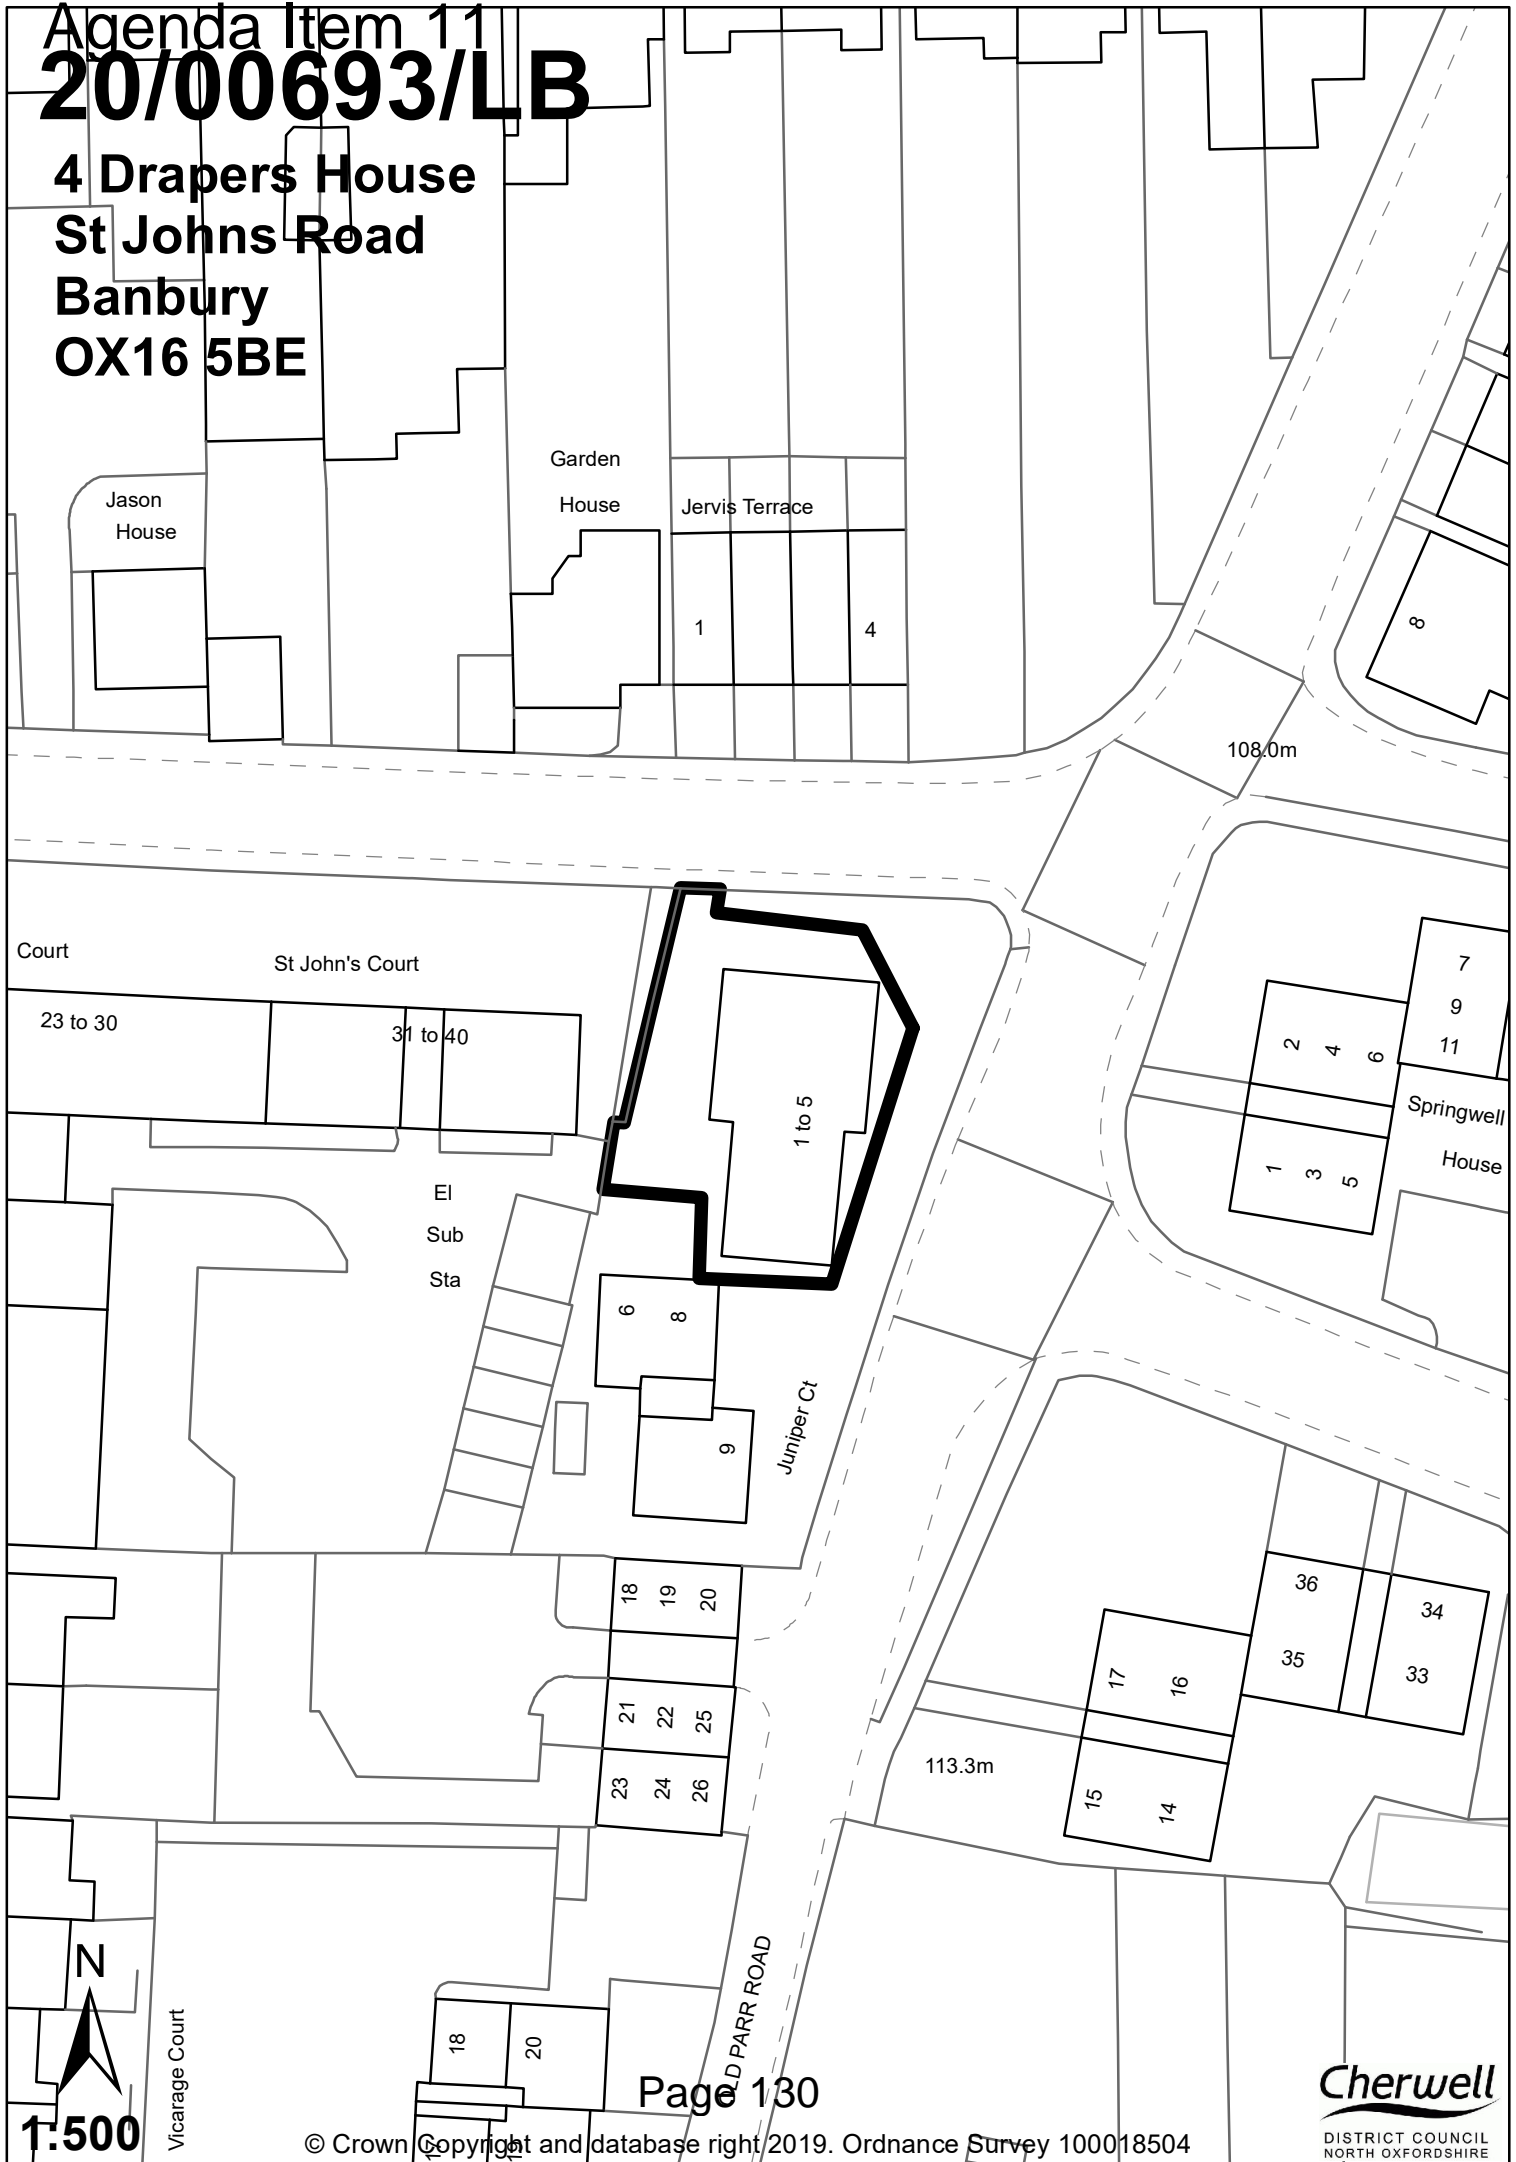 Agenda Item 11
20/00693/LB
4 Drapers House
St Johns Road
Banbury
OX16 5BE
Garden
House
Jason
House
Jervis Terrace
1
4
8
108.0m
Court
St John's Court
23 to 30
31 to 40
1 to 5
7
9
11
2
4
6
Springwell
House
1
3
5
El
Sub
Sta
6
8
9
Juniper Ct
18
19
20
21
22
25
23
24
26
36
35
34
33
17
16
15
14
113.3m
N
Vicarage Court
18
20
17
19
OLD PARR ROAD
Page 130
1:500
© Crown Copyright and database right 2019. Ordnance Survey 100018504
Cherwell
DISTRICT COUNCIL
NORTH OXFORDSHIRE